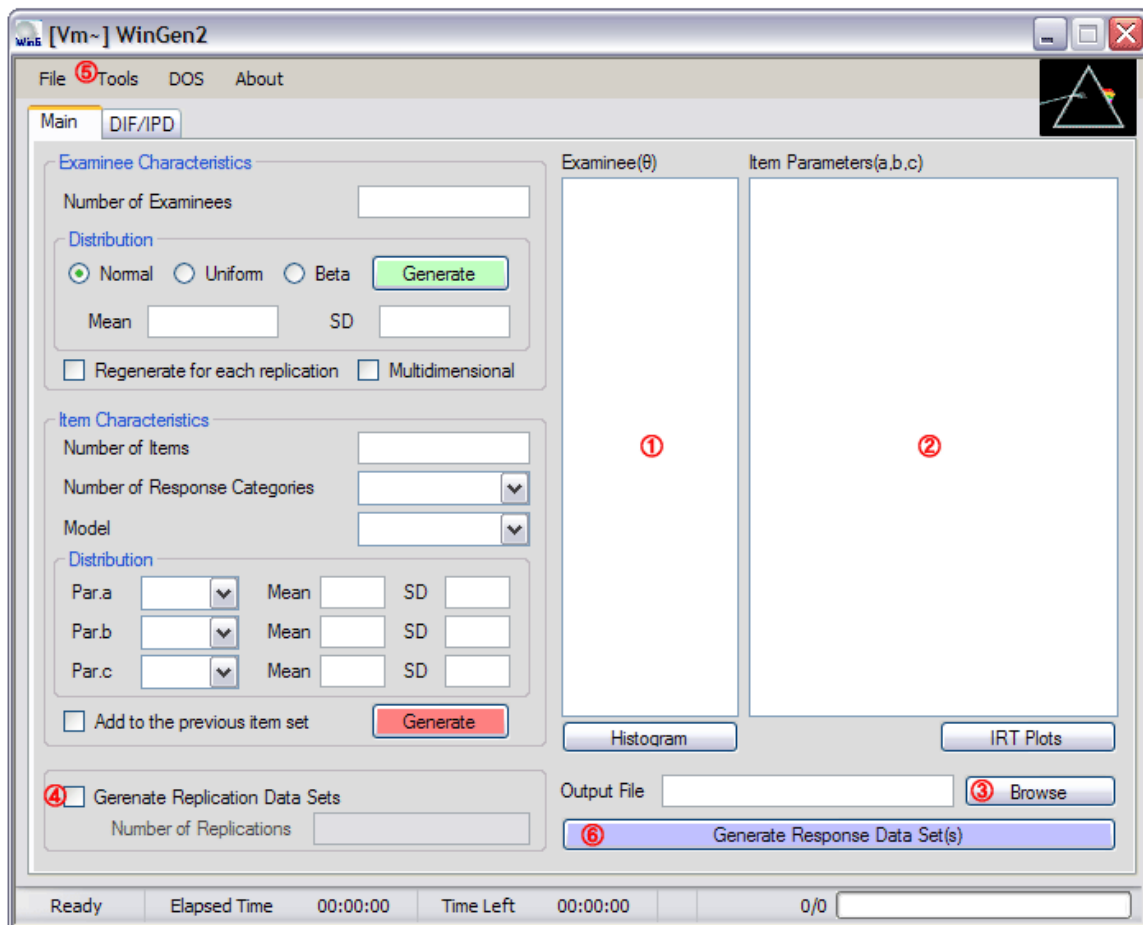 [Vm~] WinGen2
File ⑤ Tools DOS About
Main DIF/IPD
Examinee Characteristics
Number of Examinees
Distribution
Normal Uniform Beta Generate
Mean SD
Regenerate for each replication Multidimensional
Item Characteristics
Number of Items
Number of Response Categories
Model
Distribution
Par.a Mean SD
Par.b Mean SD
Par.c Mean SD
Add to the previous item set Generate
④ Gerenate Replication Data Sets
Number of Replications
Examinee(θ) Item Parameters(a,b,c)
① ②
Histogram IRT Plots
Output File ③ Browse
⑥ Generate Response Data Set(s)
Ready Elapsed Time 00:00:00 Time Left 00:00:00 0/0